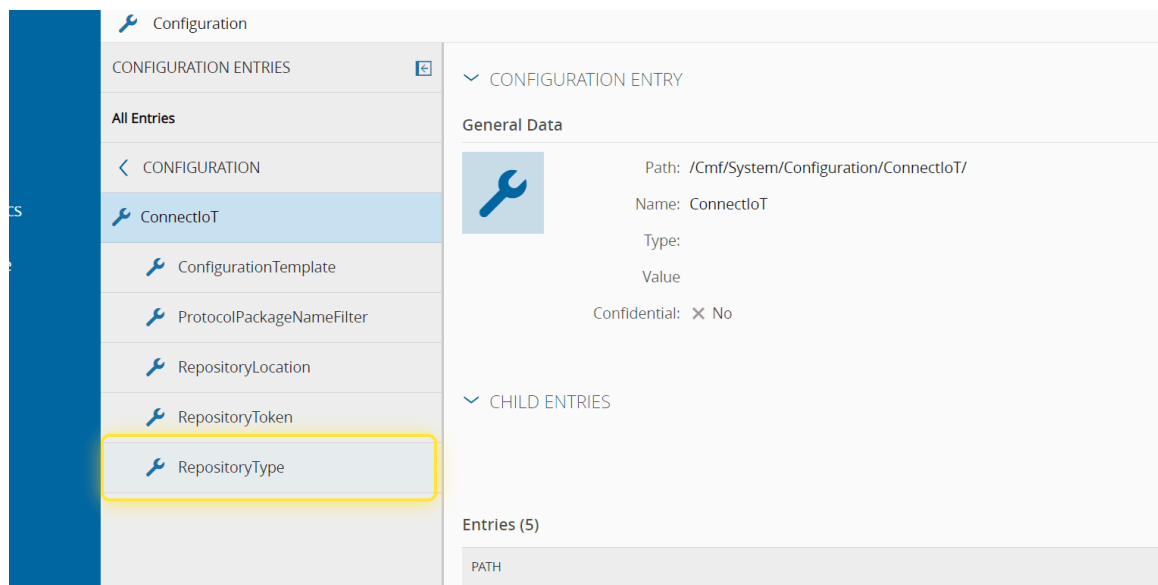 Configuration
CONFIGURATION ENTRIES
All Entries
CONFIGURATION
ConnectIoT
ConfigurationTemplate
ProtocolPackageNameFilter
RepositoryLocation
RepositoryToken
RepositoryType
cs
CONFIGURATION ENTRY
General Data
Path: /Cmf/System/Configuration/ConnectIoT/
Name: ConnectIoT
Type:
Value
Confidential: No
CHILD ENTRIES
Entries (5)
PATH